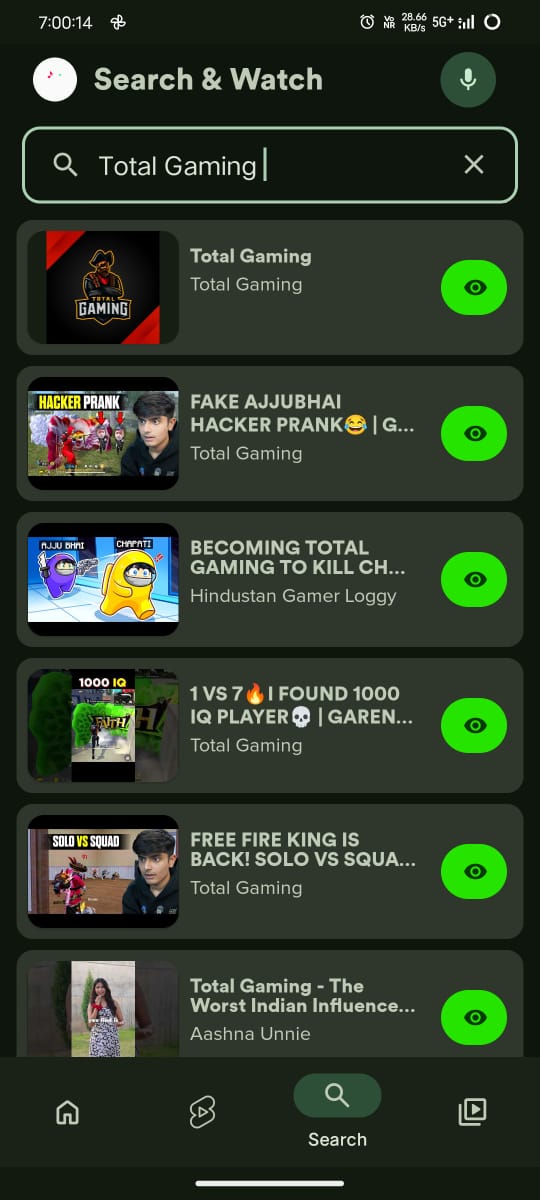 7:00:14
Vo NR
28.66 KB/s
5G+
Search & Watch
Total Gaming
TOTAL
GAMING
Total Gaming
Total Gaming
HACKER PRANK
FAKE AJJUBHAI
HACKER PRANK😂 | G...
Total Gaming
AJJU BHAI
CHAPATI
BECOMING TOTAL
GAMING TO KILL CH...
Hindustan Gamer Loggy
1000 IQ
FAITH!
1 VS 7🔥I FOUND 1000
IQ PLAYER💀 | GAREN...
Total Gaming
SOLO VS SQUAD
FREE FIRE KING IS
BACK! SOLO VS SQUA...
Total Gaming
Total Gaming - The
Worst Indian Influence...
Aashna Unnie
Search